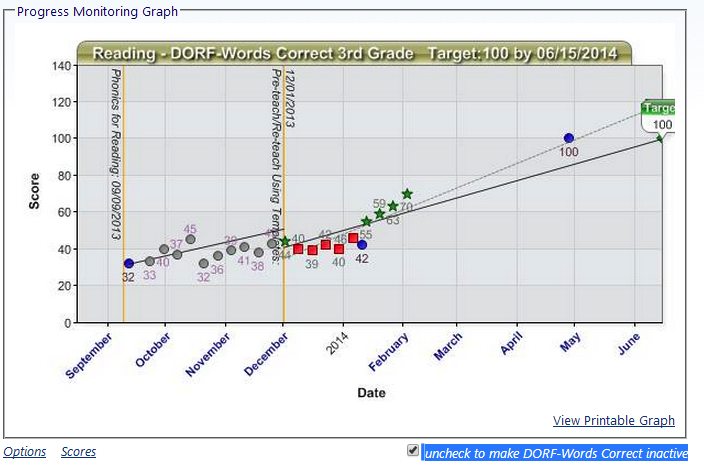 Progress Monitoring Graph
Reading - DORF-Words Correct 3rd Grade Target:100 by 06/15/2014
140
120
100
80
60
40
20
0
Score
Phonics for Reading: 09/09/2013
12/01/2013
Pre-teach/Re-teach Using Templates:
32
33
40
37
45
32
36
39
41
38
44
40
39
42
40
46
55
42
59
63
70
100
Targe
100
September
October
November
December
2014
February
March
April
May
June
Date
View Printable Graph
Options Scores
uncheck to make DORF-Words Correct inactive